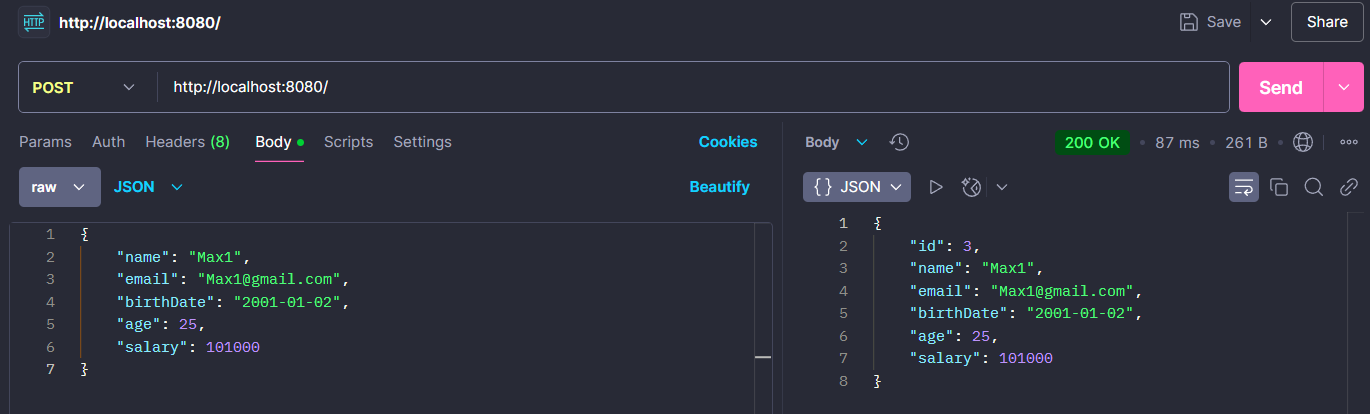 HTTP http://localhost:8080/ Save Share
POST http://localhost:8080/ Send
Params Auth Headers (8) Body Scripts Settings Cookies
raw JSON Beautify
1 {
2 "name": "Max1",
3 "email": "Max1@gmail.com",
4 "birthDate": "2001-01-02",
5 "age": 25,
6 "salary": 101000
7 }
Body 200 OK • 87 ms • 261 B
{} JSON
1 {
2 "id": 3,
3 "name": "Max1",
4 "email": "Max1@gmail.com",
5 "birthDate": "2001-01-02",
6 "age": 25,
7 "salary": 101000
8 }